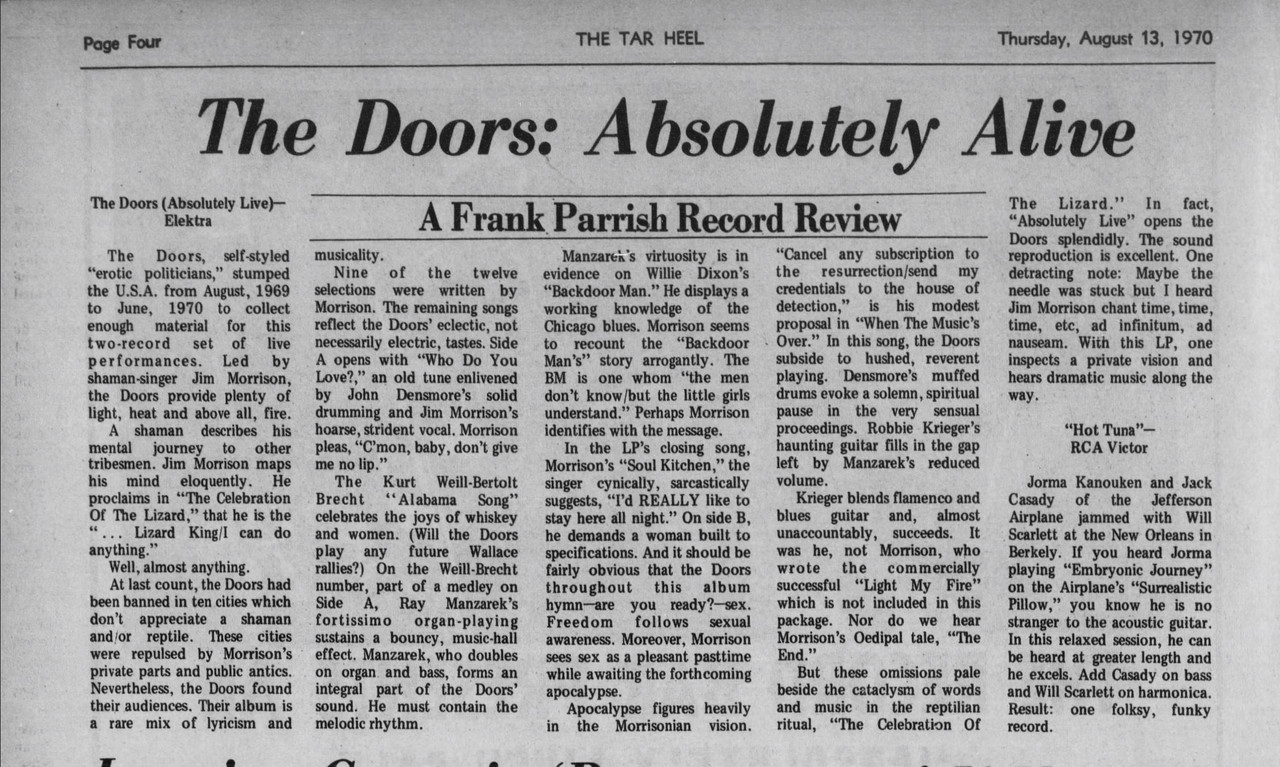 Page Four
THE TAR HEEL
Thursday, August 13, 1970
The Doors: Absolutely Alive
A Frank Parrish Record Review
The Doors (Absolutely Live)—
Elektra
The Doors, self-styled
“erotic politicians,” stumped
the U.S.A. from August, 1969
to June, 1970 to collect
enough material for this
two-record set of live
performances. Led by
shaman-singer Jim Morrison,
the Doors provide plenty of
light, heat and above all, fire.
A shaman describes his
mental journey to other
tribesmen. Jim Morrison maps
his mind eloquently. He
proclaims in “The Celebration
Of The Lizard,” that he is the
“... Lizard King/I can do
anything.”
Well, almost anything.
At last count, the Doors had
been banned in ten cities which
don’t appreciate a shaman
and/or reptile. These cities
were repulsed by Morrison’s
private parts and public antics.
Nevertheless, the Doors found
their audiences. Their album is
a rare mix of lyricism and
musicality.
Nine of the twelve
selections were written by
Morrison. The remaining songs
reflect the Doors’ eclectic, not
necessarily electric, tastes. Side
A opens with “Who Do You
Love?,” an old tune enlivened
by John Densmore’s solid
drumming and Jim Morrison’s
hoarse, strident vocal. Morrison
pleas, “C’mon, baby, don’t give
me no lip.”
The Kurt Weill-Bertolt
Brecht “Alabama Song”
celebrates the joys of whiskey
and women. (Will the Doors
play any future Wallace
rallies?) On the Weill-Brecht
number, part of a medley on
Side A, Ray Manzarek’s
fortissimo organ-playing
sustains a bouncy, music-hall
effect. Manzarek, who doubles
on organ and bass, forms an
integral part of the Doors’
sound. He must contain the
melodic rhythm.
Manzarek’s virtuosity is in
evidence on Willie Dixon’s
“Backdoor Man.” He displays a
working knowledge of the
Chicago blues. Morrison seems
to recount the “Backdoor
Man’s” story arrogantly. The
BM is one whom “the men
don’t know/but the little girls
understand.” Perhaps Morrison
identifies with the message.
In the LP’s closing song,
Morrison’s “Soul Kitchen,” the
singer cynically, sarcastically
suggests, “I’d REALLY like to
stay here all night.” On side B,
he demands a woman built to
specifications. And it should be
fairly obvious that the Doors
throughout this album
hymn—are you ready?—sex.
Freedom follows sexual
awareness. Moreover, Morrison
sees sex as a pleasant pasttime
while awaiting the forthcoming
apocalypse.
Apocalypse figures heavily
in the Morrisonian vision.
“Cancel any subscription to
the resurrection/send my
credentials to the house of
detection,” is his modest
proposal in “When The Music’s
Over.” In this song, the Doors
subside to hushed, reverent
playing. Densmore’s muffed
drums evoke a solemn, spiritual
pause in the very sensual
proceedings. Robbie Krieger’s
haunting guitar fills in the gap
left by Manzarek’s reduced
volume.
Krieger blends flamenco and
blues guitar and, almost
unaccountably, succeeds. It
was he, not Morrison, who
wrote the commercially
successful “Light My Fire”
which is not included in this
package. Nor do we hear
Morrison’s Oedipal tale, “The
End.”
But these omissions pale
beside the cataclysm of words
and music in the reptilian
ritual, “The Celebration Of
The Lizard.” In fact,
“Absolutely Live” opens the
Doors splendidly. The sound
reproduction is excellent. One
detracting note: Maybe the
needle was stuck but I heard
Jim Morrison chant time, time,
time, etc, ad infinitum, ad
nauseam. With this LP, one
inspects a private vision and
hears dramatic music along the
way.
“Hot Tuna”—
RCA Victor
Jorma Kanouken and Jack
Casady of the Jefferson
Airplane jammed with Will
Scarlett at the New Orleans in
Berkely. If you heard Jorma
playing “Embryonic Journey”
on the Airplane’s “Surrealistic
Pillow,” you know he is no
stranger to the acoustic guitar.
In this relaxed session, he can
be heard at greater length and
he excels. Add Casady on bass
and Will Scarlett on harmonica.
Result: one folksy, funky
record.